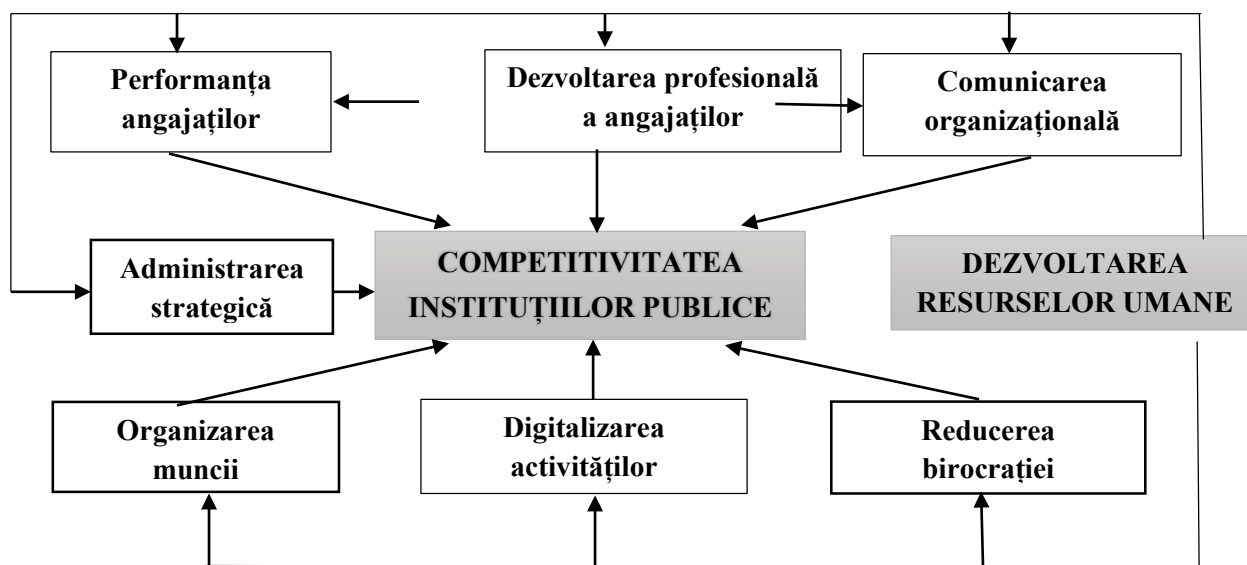 Performanța
angajaților
Dezvoltarea profesională
a angajaților
Comunicarea
organizațională
Administrarea
strategică
COMPETITIVITATEA
INSTITUȚIILOR PUBLICE
DEZVOLTAREA
RESURSELOR UMANE
Organizarea
muncii
Digitalizarea
activităților
Reducerea
birocrației